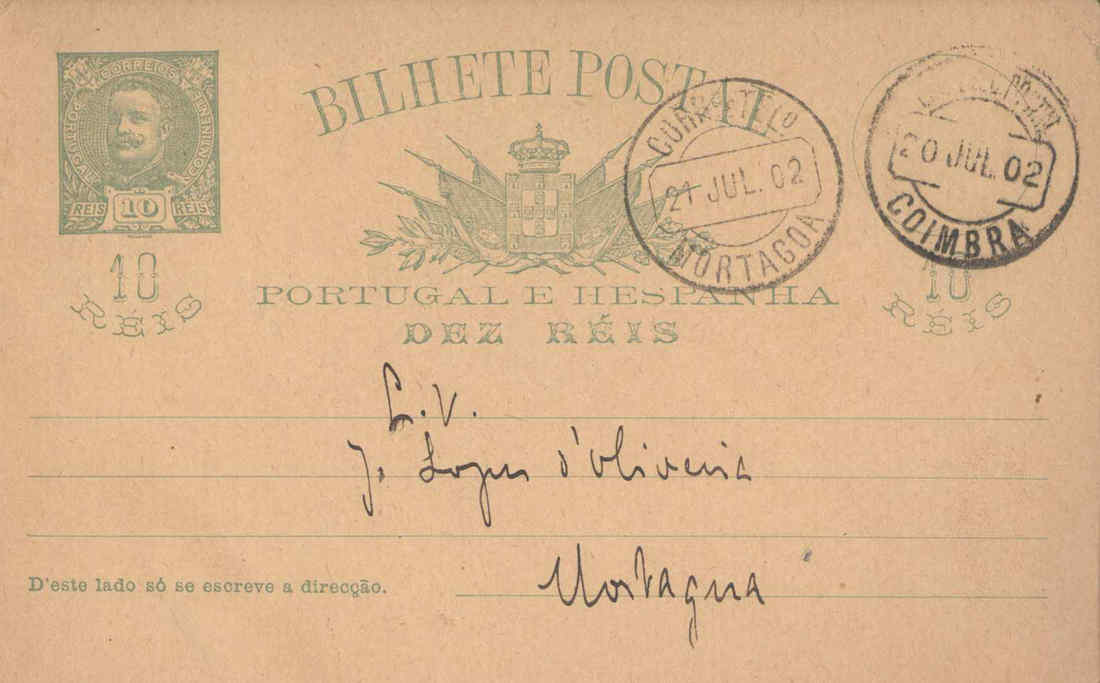 CORREIOS
PORTUGAL
CONTINENTE
REIS 10 REIS
10
RÉIS
BILHETE POSTAL
PORTUGAL E HESPANHA
DEZ RÉIS
10
RÉIS
21 JUL. 02
MORTAGOA
20 JUL. 02
COIMBRA
J. Lopes d'Oliveira
Mortagua
D'este lado só se escreve a direcção.